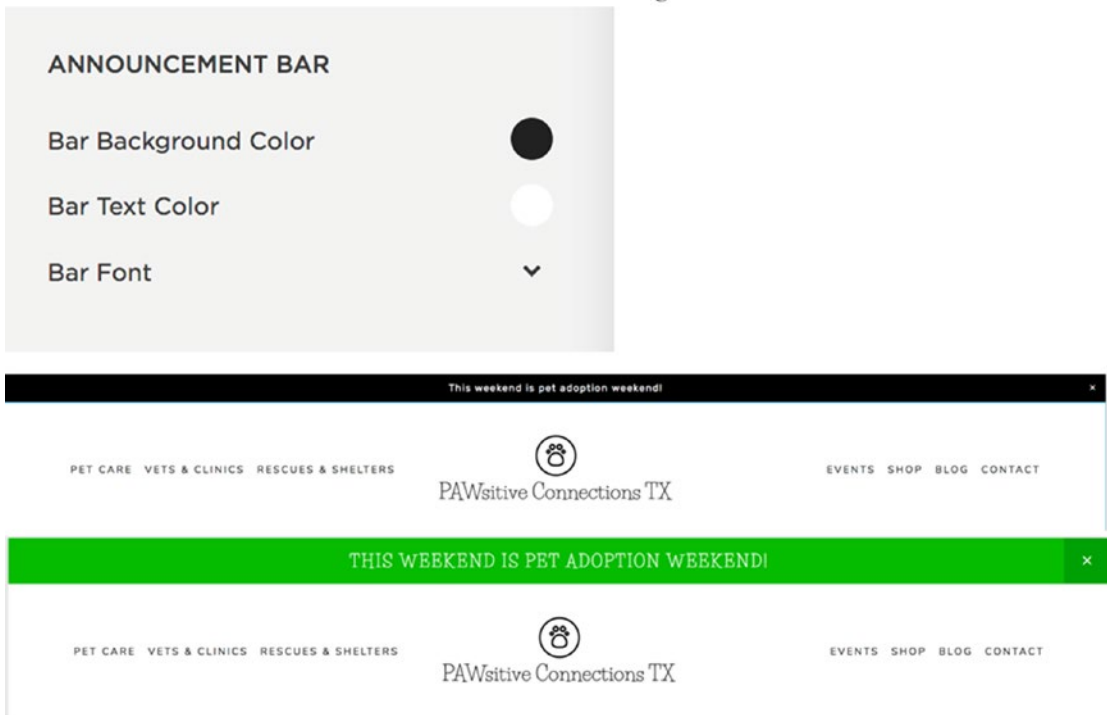 ANNOUNCEMENT BAR
Bar Background Color
Bar Text Color
Bar Font
This weekend is pet adoption weekend! ×
PET CARE VETS & CLINICS RESCUES & SHELTERS EVENTS SHOP BLOG CONTACT
PAWsitive Connections TX
THIS WEEKEND IS PET ADOPTION WEEKEND! ×
PET CARE VETS & CLINICS RESCUES & SHELTERS EVENTS SHOP BLOG CONTACT
PAWsitive Connections TX